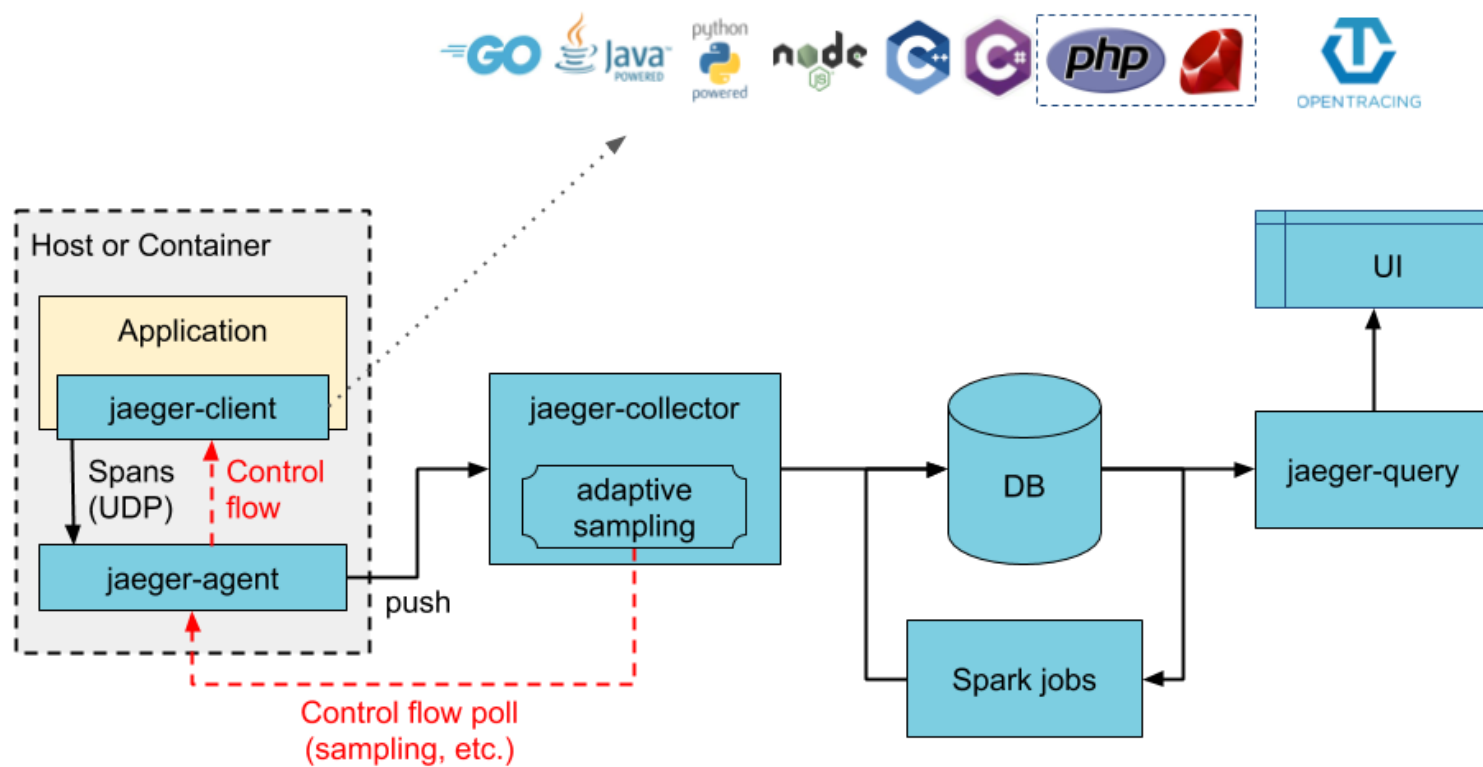 GO
Java
POWERED
python
powered
node
JS
C++
C#
php
OPENTRACING
Host or Container
Application
jaeger-client
Spans
(UDP)
Control
flow
jaeger-agent
push
jaeger-collector
adaptive
sampling
Control flow poll
(sampling, etc.)
DB
Spark jobs
UI
jaeger-query